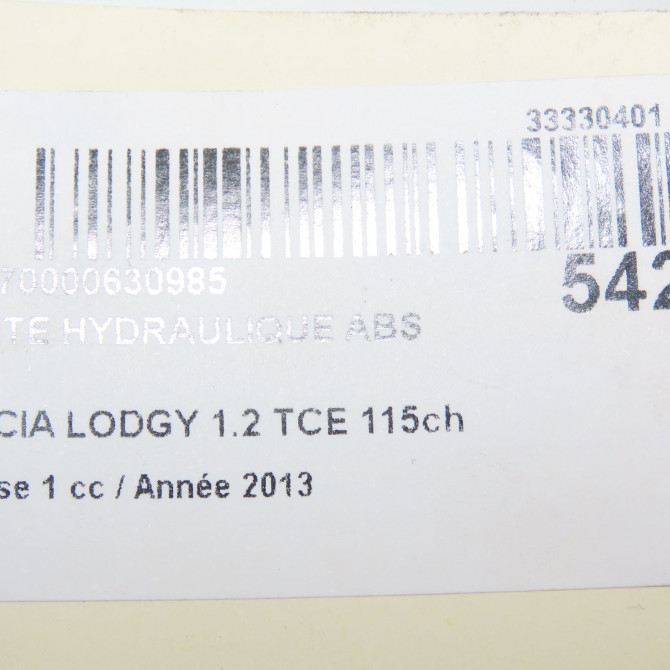 33330401
70000630985
542
TE HYDRAULIQUE ABS
CIA LODGY 1.2 TCE 115ch
se 1 cc / Année 2013